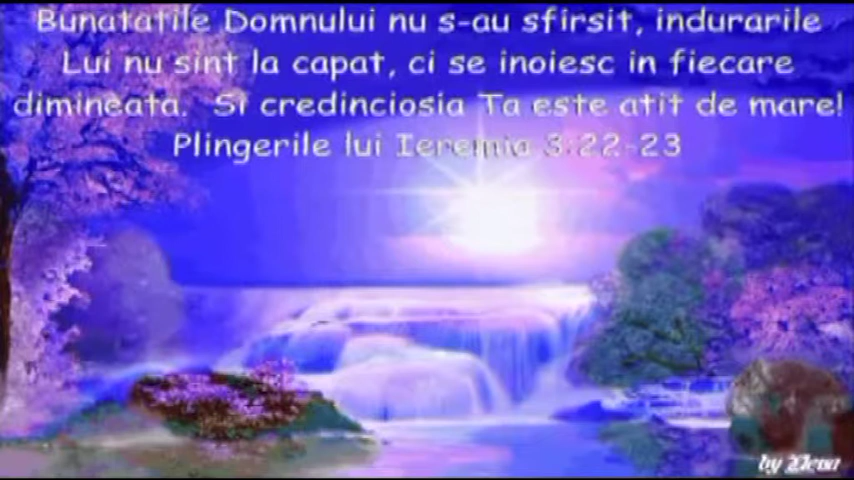 Bunatatile Domnului nu s-au sfirsit, indurarile
Lui nu sint la capat, ci se inoiesc in fiecare
dimineata. Si credinciosia Ta este atit de mare!
Plingerile lui Ieremia 3:22-23
by